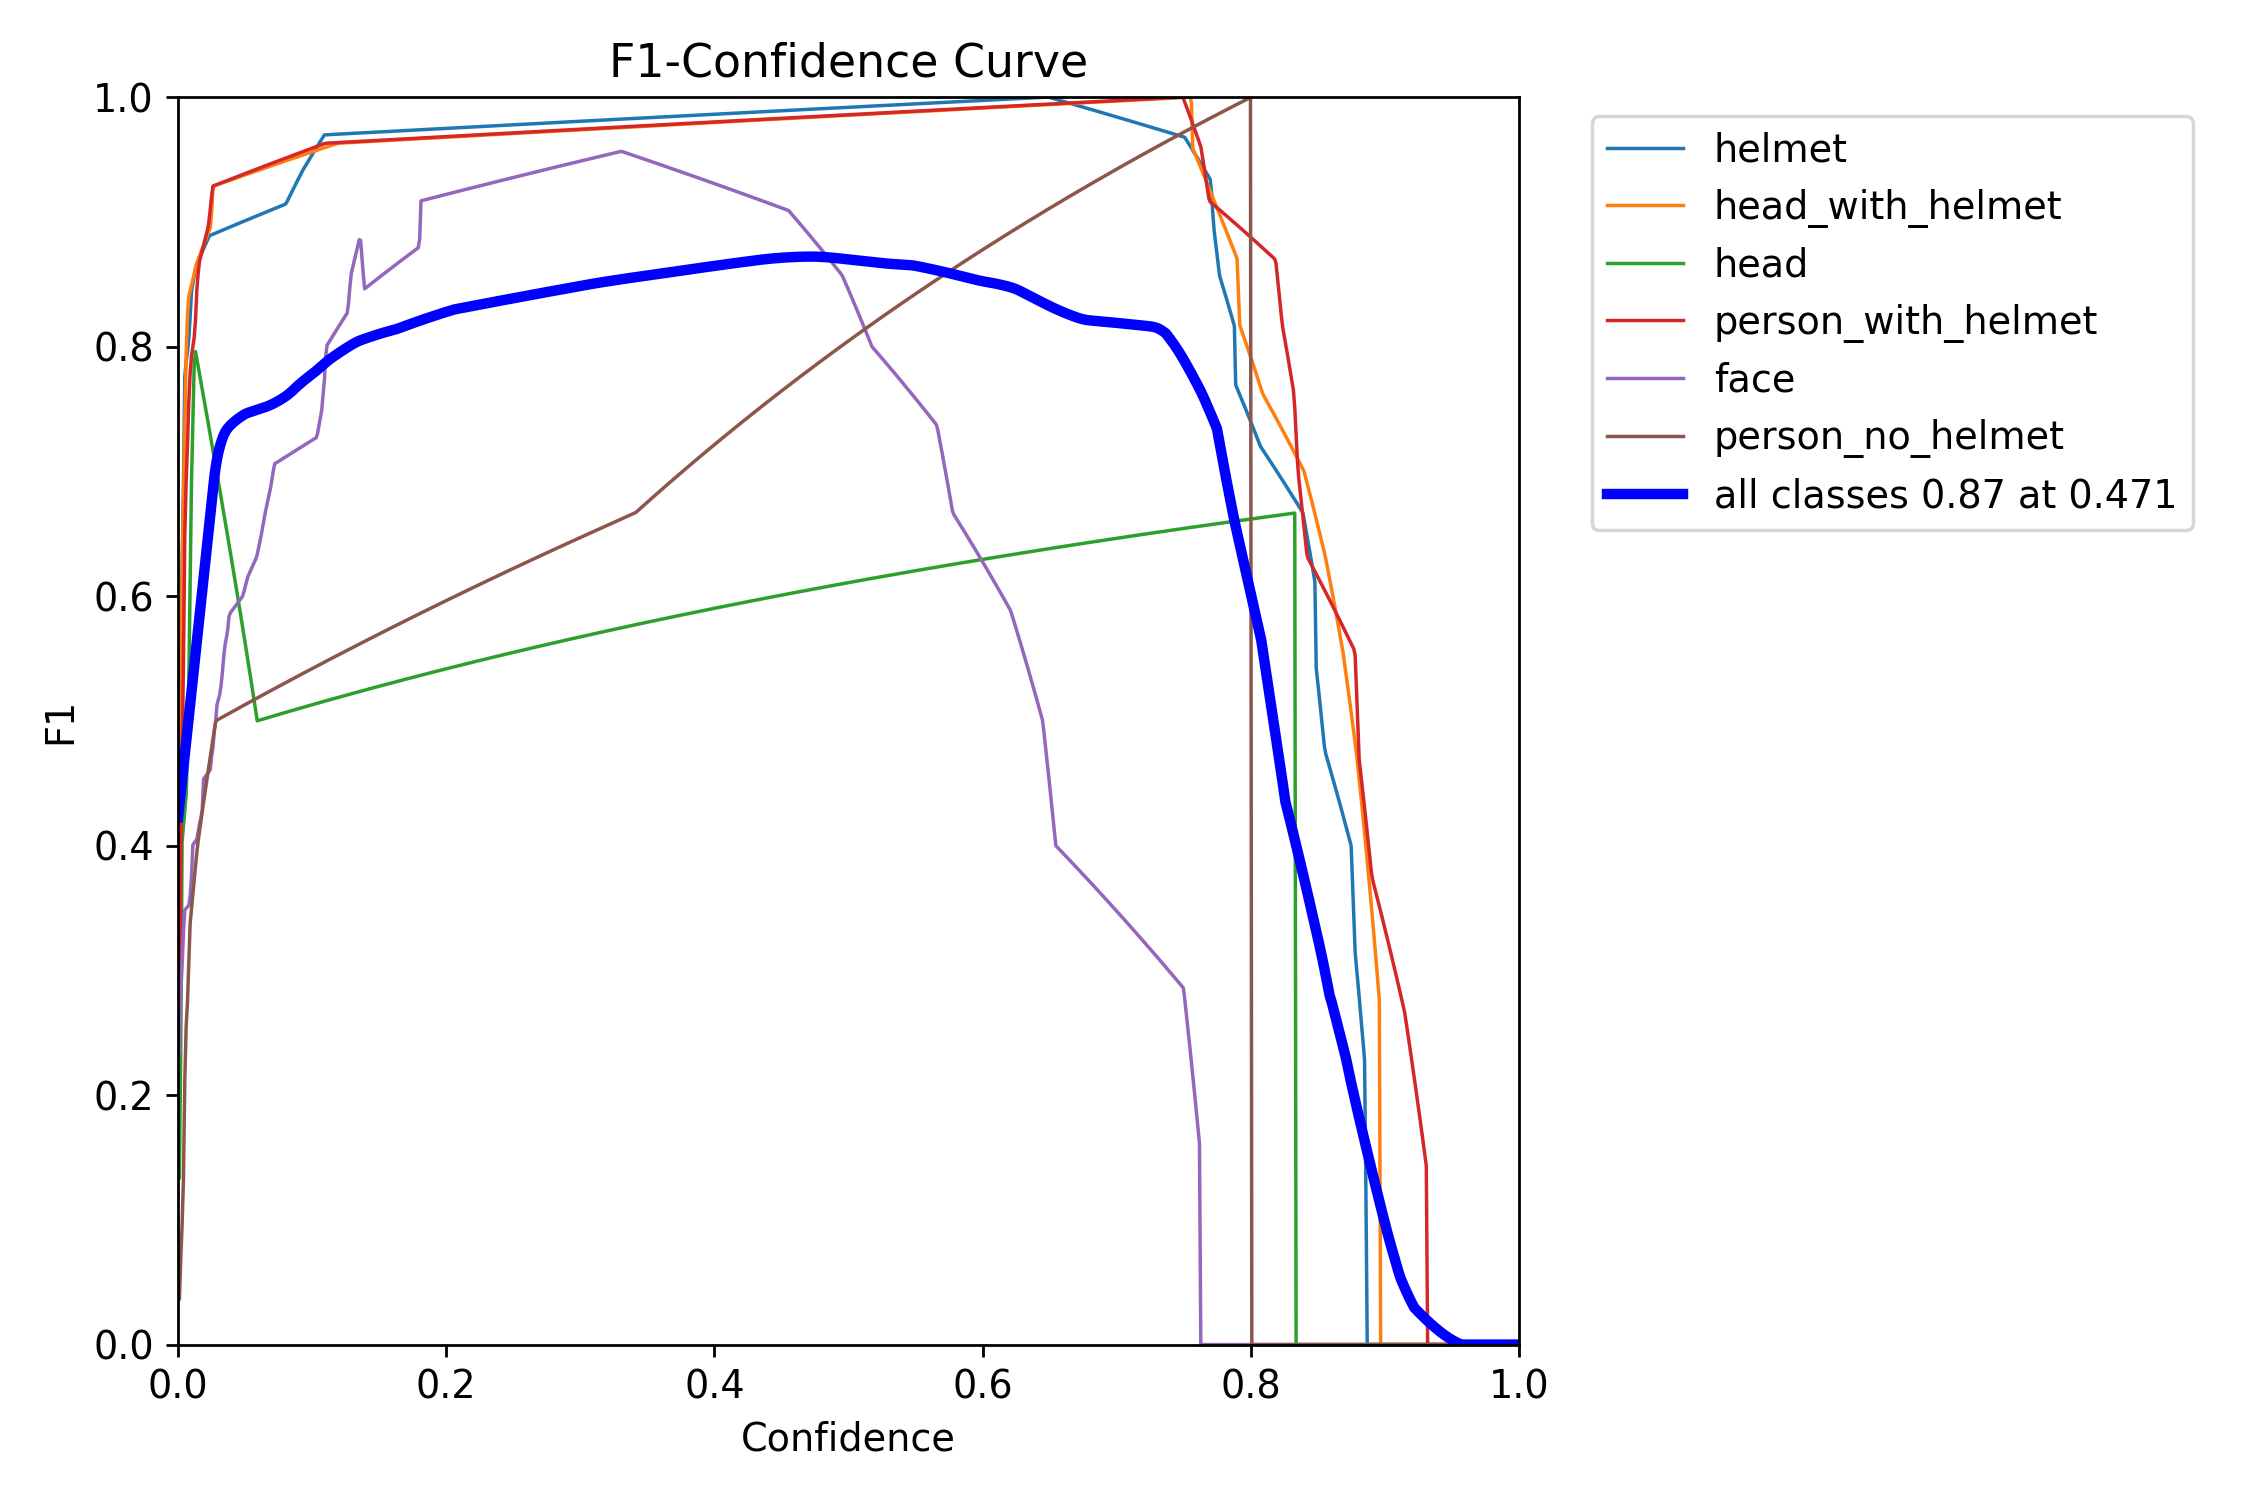 F1-Confidence Curve
1.0
0.8
0.6
0.4
0.2
0.0
F1
0.0 0.2 0.4 0.6 0.8 1.0
Confidence
helmet
head_with_helmet
head
person_with_helmet
face
person_no_helmet
all classes 0.87 at 0.471